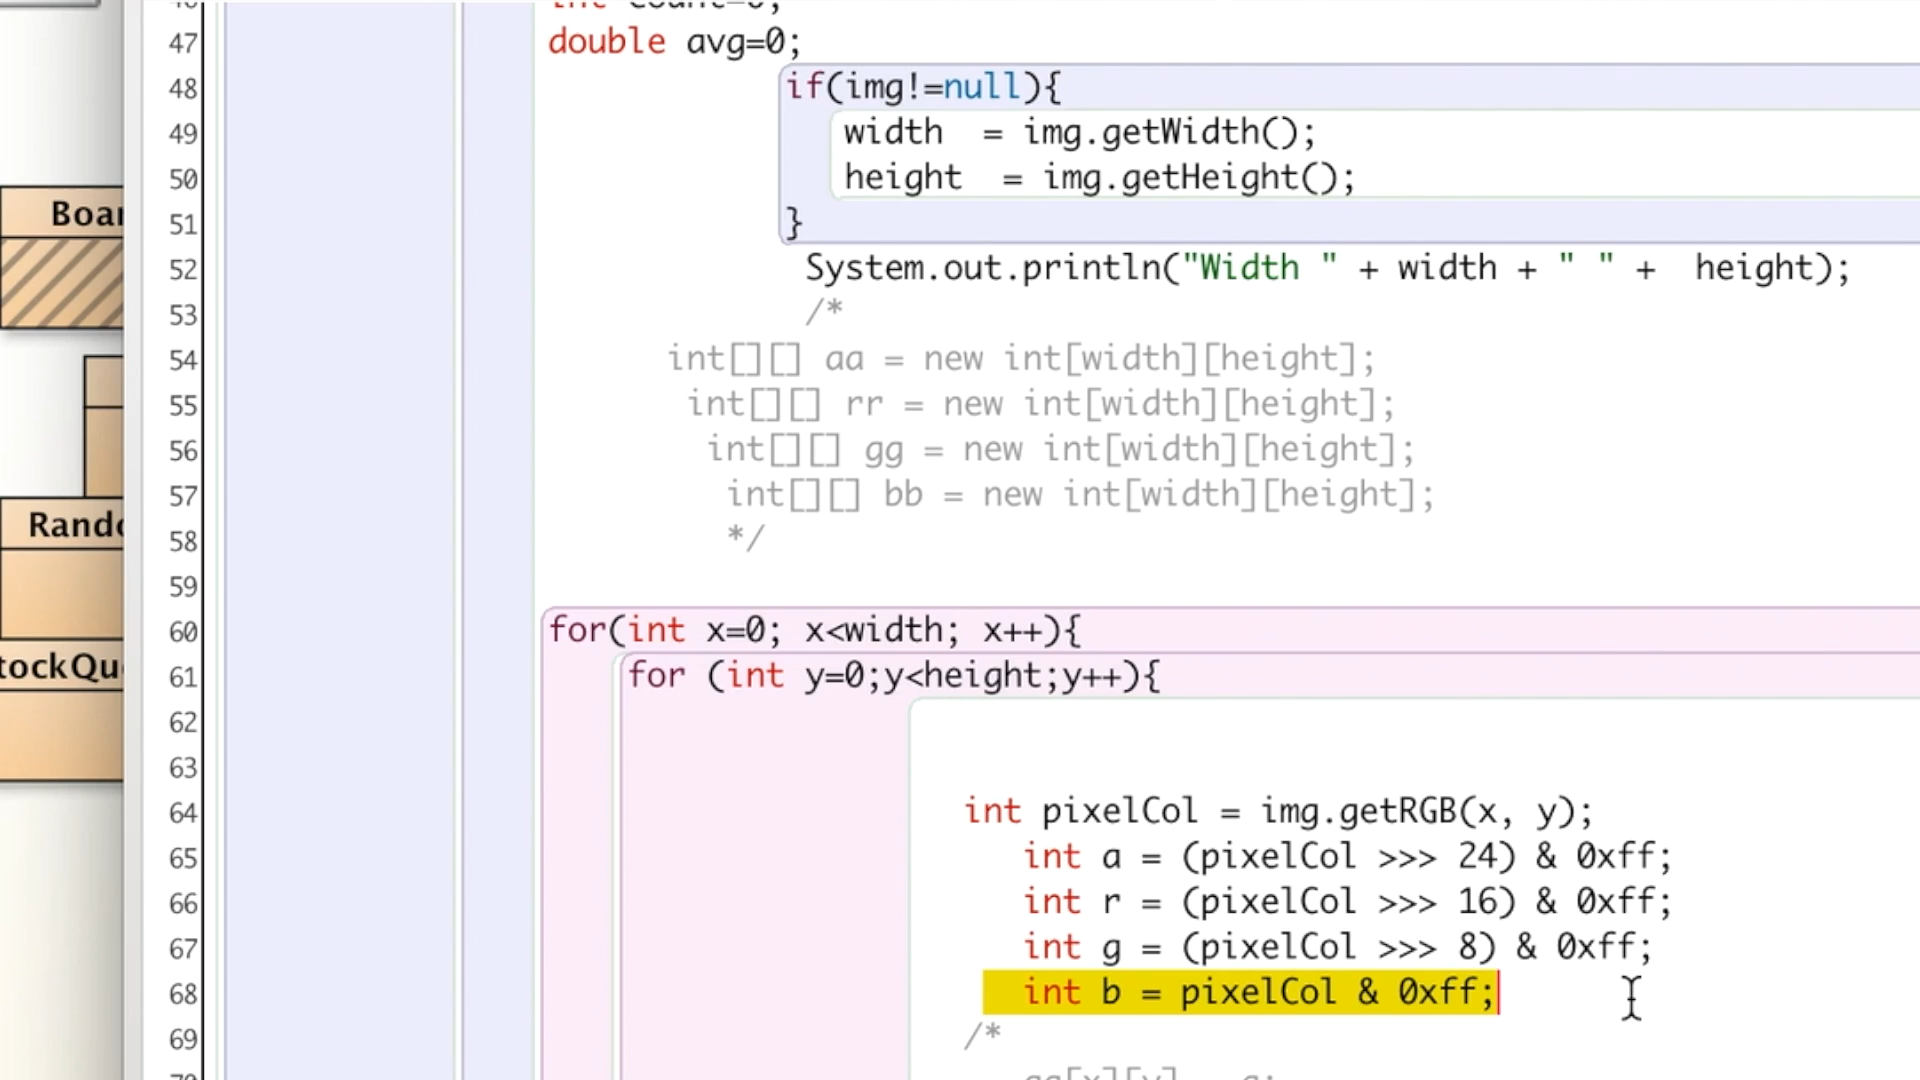 47 double avg=0;
48 if(img!=null){
49 width  = img.getWidth();
50 height  = img.getHeight();
51 }
52 System.out.println("Width " + width + " " +  height);
53 /*
54 int[][] aa = new int[width][height];
55 int[][] rr = new int[width][height];
56 int[][] gg = new int[width][height];
57 int[][] bb = new int[width][height];
58 */
59
60 for(int x=0; x<width; x++){
61 for (int y=0;y<height;y++){
62
63
64 int pixelCol = img.getRGB(x, y);
65 int a = (pixelCol >>> 24) & 0xff;
66 int r = (pixelCol >>> 16) & 0xff;
67 int g = (pixelCol >>> 8) & 0xff;
68 int b = pixelCol & 0xff;
69 /*
Boar
Rando
tockQu